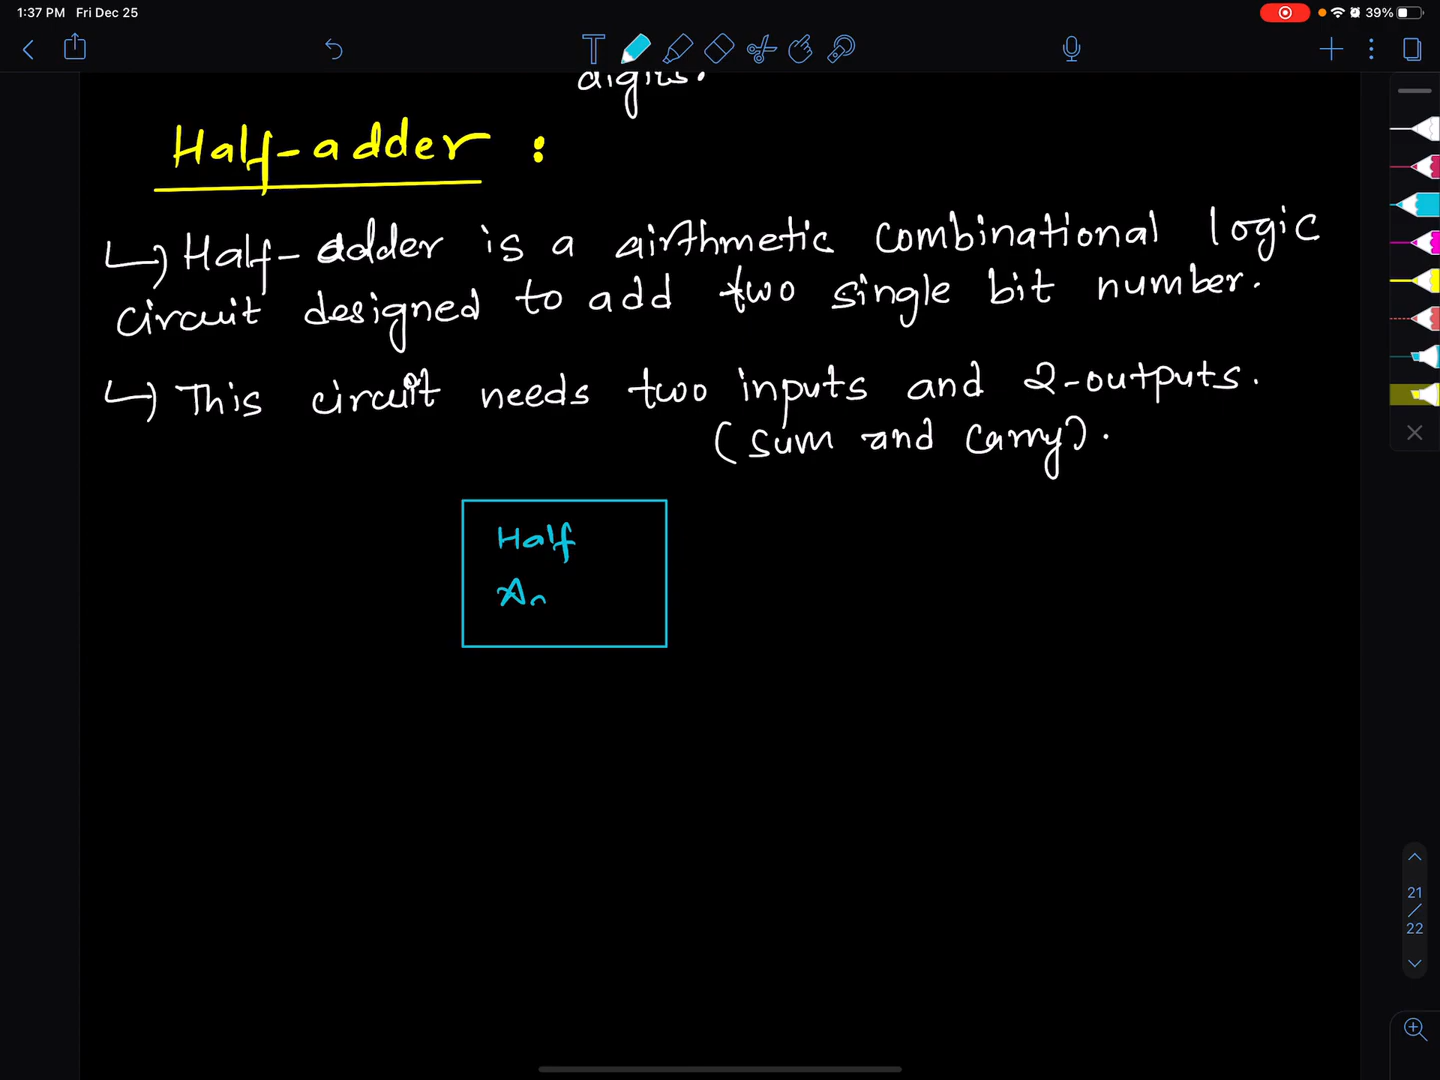 1:37 PM Fri Dec 25
39%
T
digits.
Half-adder :
↳ Half-adder is a airthmetic combinational logic
circuit designed to add two single bit number.
↳ This circuit needs two inputs and 2-outputs.
(sum and carry).
Half
21
/
22